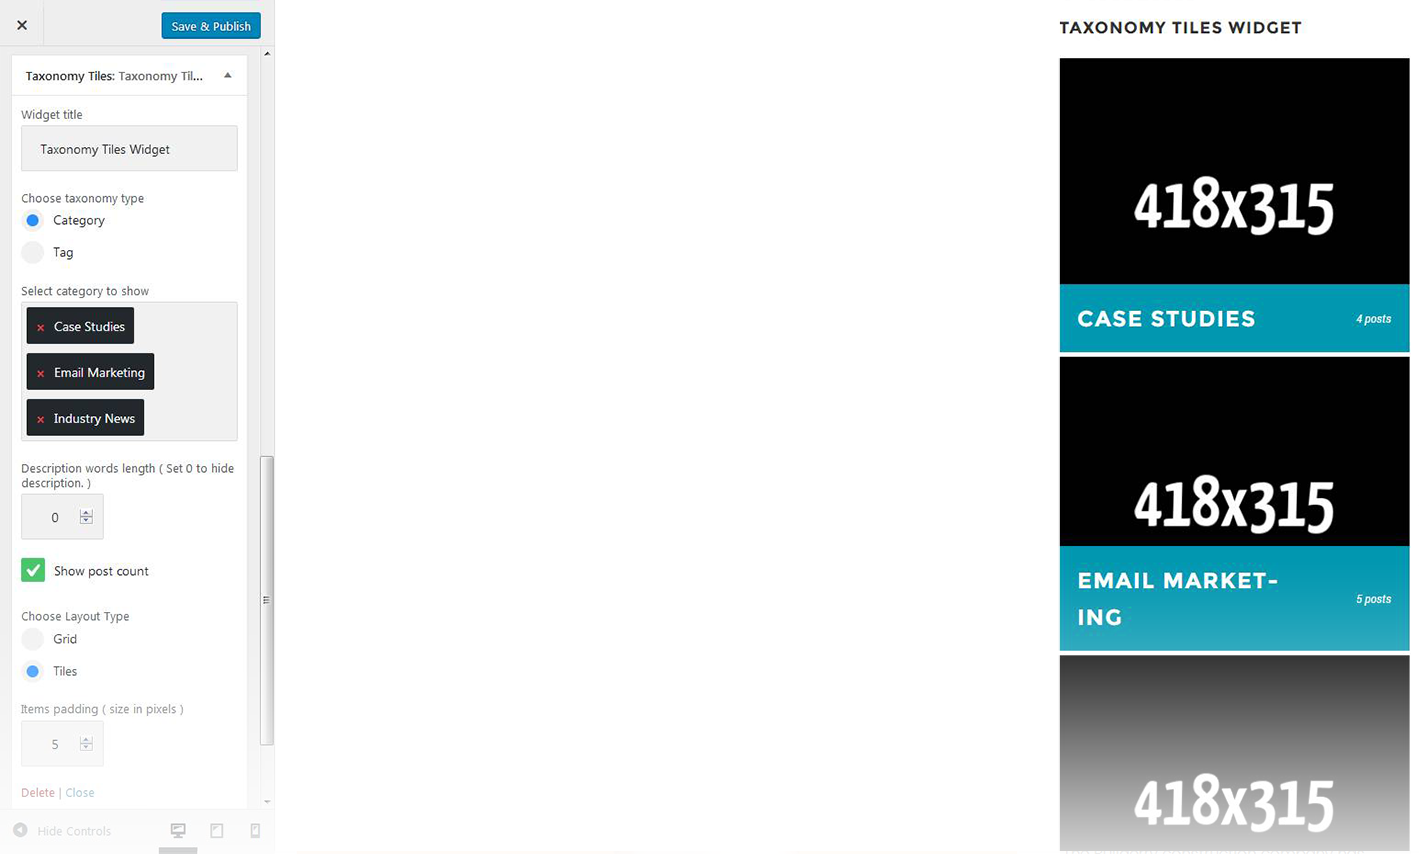 Save & Publish
Taxonomy Tiles: Taxonomy Til...
Widget title
Taxonomy Tiles Widget
Choose taxonomy type
Category
Tag
Select category to show
× Case Studies
× Email Marketing
× Industry News
Description words length ( Set 0 to hide
description. )
0
Show post count
Choose Layout Type
Grid
Tiles
Items padding ( size in pixels )
5
Delete | Close
Hide Controls
TAXONOMY TILES WIDGET
418x315
CASE STUDIES
4 posts
418x315
EMAIL MARKET-
ING
5 posts
418x315